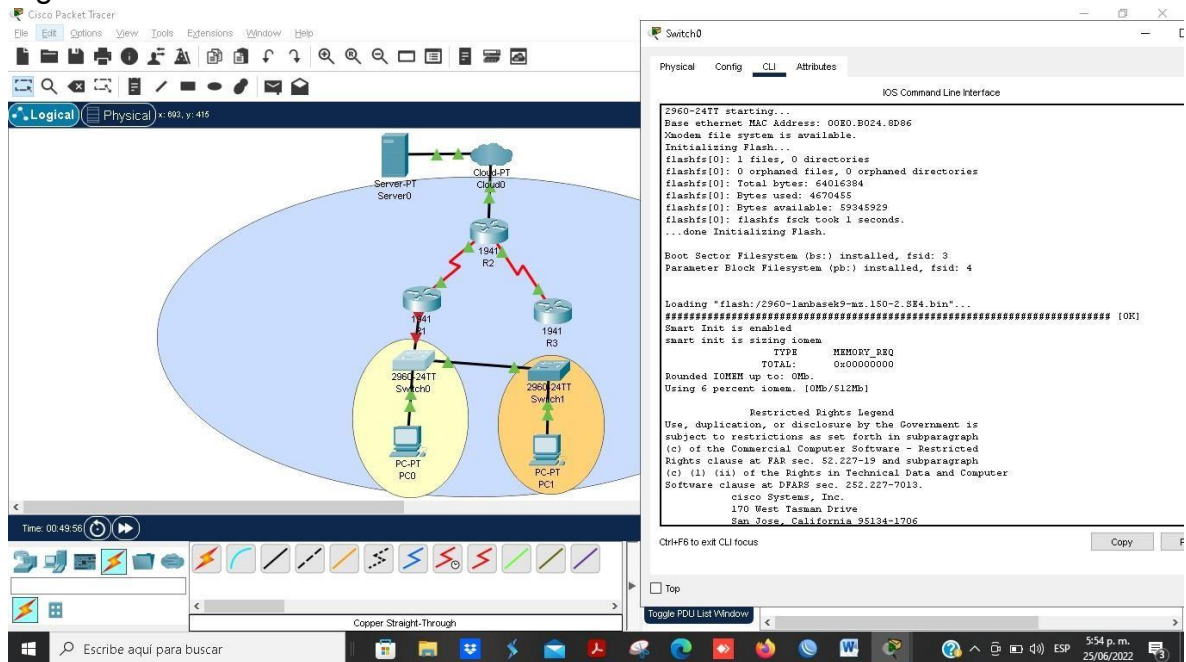 Cisco Packet Tracer
File Edit Options View Tools Extensions Window Help
Logical Physical x: 693, y: 415
Server-PT
Server0
Cloud-PT
Cloud0
1941
R2
1941
R1
1941
R3
2960-24TT
Switch0
2960-24TT
Switch1
PC-PT
PC0
PC-PT
PC1
Time: 00:49:56
Copper Straight-Through
Switch0
Physical Config CLI Attributes
IOS Command Line Interface
2960-24TT starting...
Base ethernet MAC Address: 00E0.B024.8D86
Xmodem file system is available.
Initializing Flash...
flashfs[0]: 1 files, 0 directories
flashfs[0]: 0 orphaned files, 0 orphaned directories
flashfs[0]: Total bytes: 64016384
flashfs[0]: Bytes used: 4670455
flashfs[0]: Bytes available: 59345929
flashfs[0]: flashfs fsck took 1 seconds.
...done Initializing Flash.
Boot Sector Filesystem (bs:) installed, fsid: 3
Parameter Block Filesystem (pb:) installed, fsid: 4
Loading "flash:/2960-lanbasek9-mz.150-2.SE4.bin"...
########################################################################## [OK]
Smart Init is enabled
smart init is sizing iomem
TYPE MEMORY_REQ
TOTAL: 0x00000000
Rounded IOMEM up to: 0Mb.
Using 6 percent iomem. [0Mb/512Mb]
Restricted Rights Legend
Use, duplication, or disclosure by the Government is
subject to restrictions as set forth in subparagraph
(c) of the Commercial Computer Software - Restricted
Rights clause at FAR sec. 52.227-19 and subparagraph
(c) (1) (ii) of the Rights in Technical Data and Computer
Software clause at DFARS sec. 252.227-7013.
cisco Systems, Inc.
170 West Tasman Drive
San Jose, California 95134-1706
Ctrl+F6 to exit CLI focus
Copy
Top
Toggle PDU List Window
Escribe aquí para buscar
ESP
5:54 p. m.
25/06/2022
3